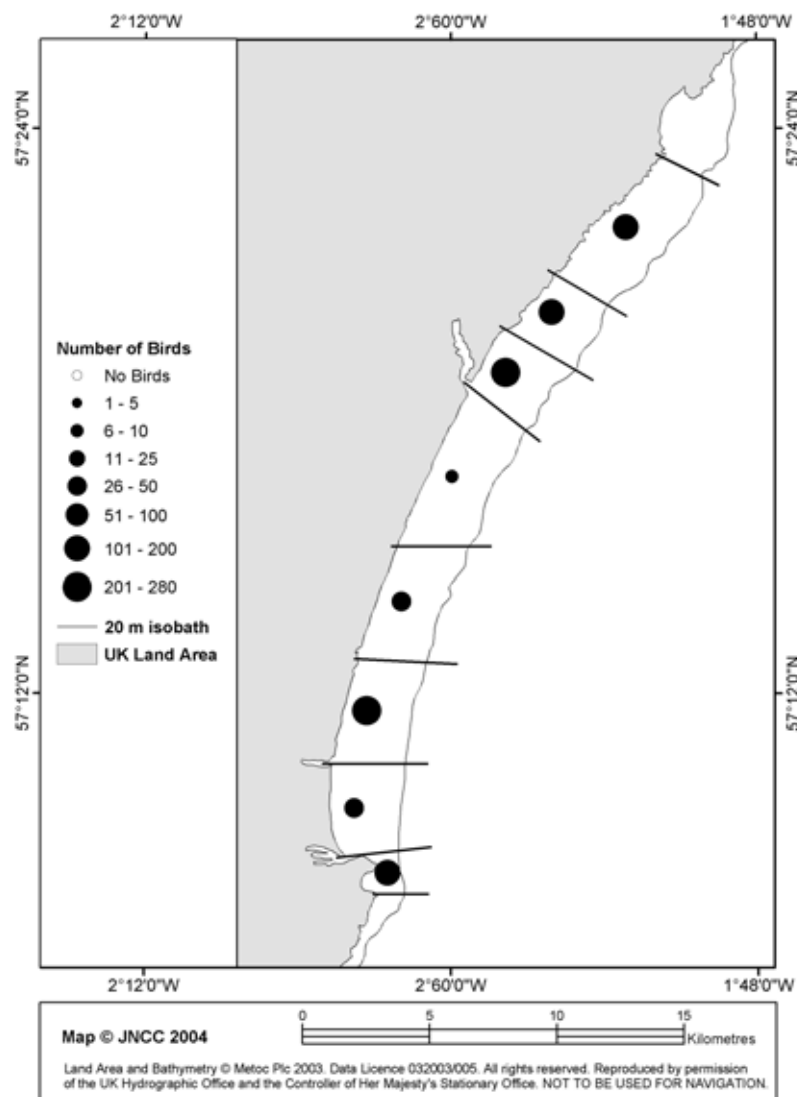 2°12'0"W
2°60'0"W
1°48'0"W
57°24'0"N
57°24'0"N
Number of Birds
No Birds
1 - 5
6 - 10
11 - 25
26 - 50
51 - 100
101 - 200
201 - 280
20 m isobath
UK Land Area
57°12'0"N
57°12'0"N
2°12'0"W
2°60'0"W
1°48'0"W
Map © JNCC 2004
0 5 10 15
Kilometres
Land Area and Bathymetry © Metoc Plc 2003. Data Licence 032003/005. All rights reserved. Reproduced by permission
of the UK Hydrographic Office and the Controller of Her Majesty's Stationary Office. NOT TO BE USED FOR NAVIGATION.